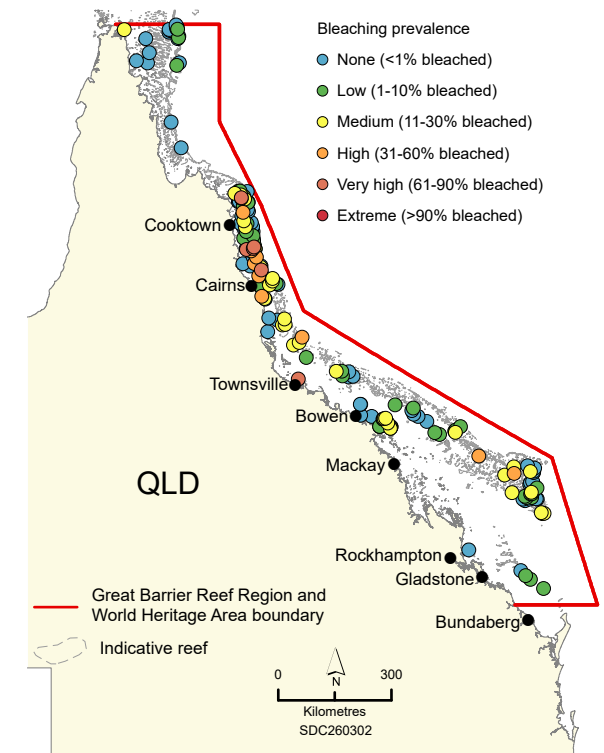 Bleaching prevalence
None (<1% bleached)
Low (1-10% bleached)
Medium (11-30% bleached)
High (31-60% bleached)
Very high (61-90% bleached)
Extreme (>90% bleached)
Cooktown
Cairns
Townsville
Bowen
Mackay
QLD
Rockhampton
Gladstone
Bundaberg
Great Barrier Reef Region and
World Heritage Area boundary
Indicative reef
0 300
N
Kilometres
SDC260302